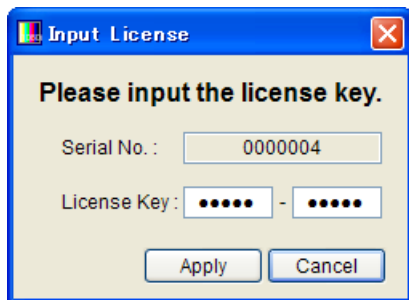 Input License
Please input the license key.
Serial No. : 0000004
License Key : ●●●●● - ●●●●●
Apply Cancel